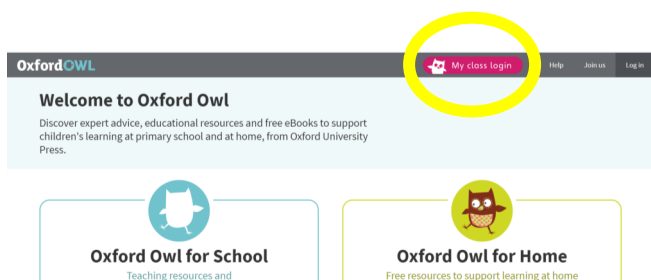 OxfordOWL My class login Help Join us Log in
Welcome to Oxford Owl
Discover expert advice, educational resources and free eBooks to support
children's learning at primary school and at home, from Oxford University
Press.
Oxford Owl for School
Teaching resources and
Oxford Owl for Home
Free resources to support learning at home